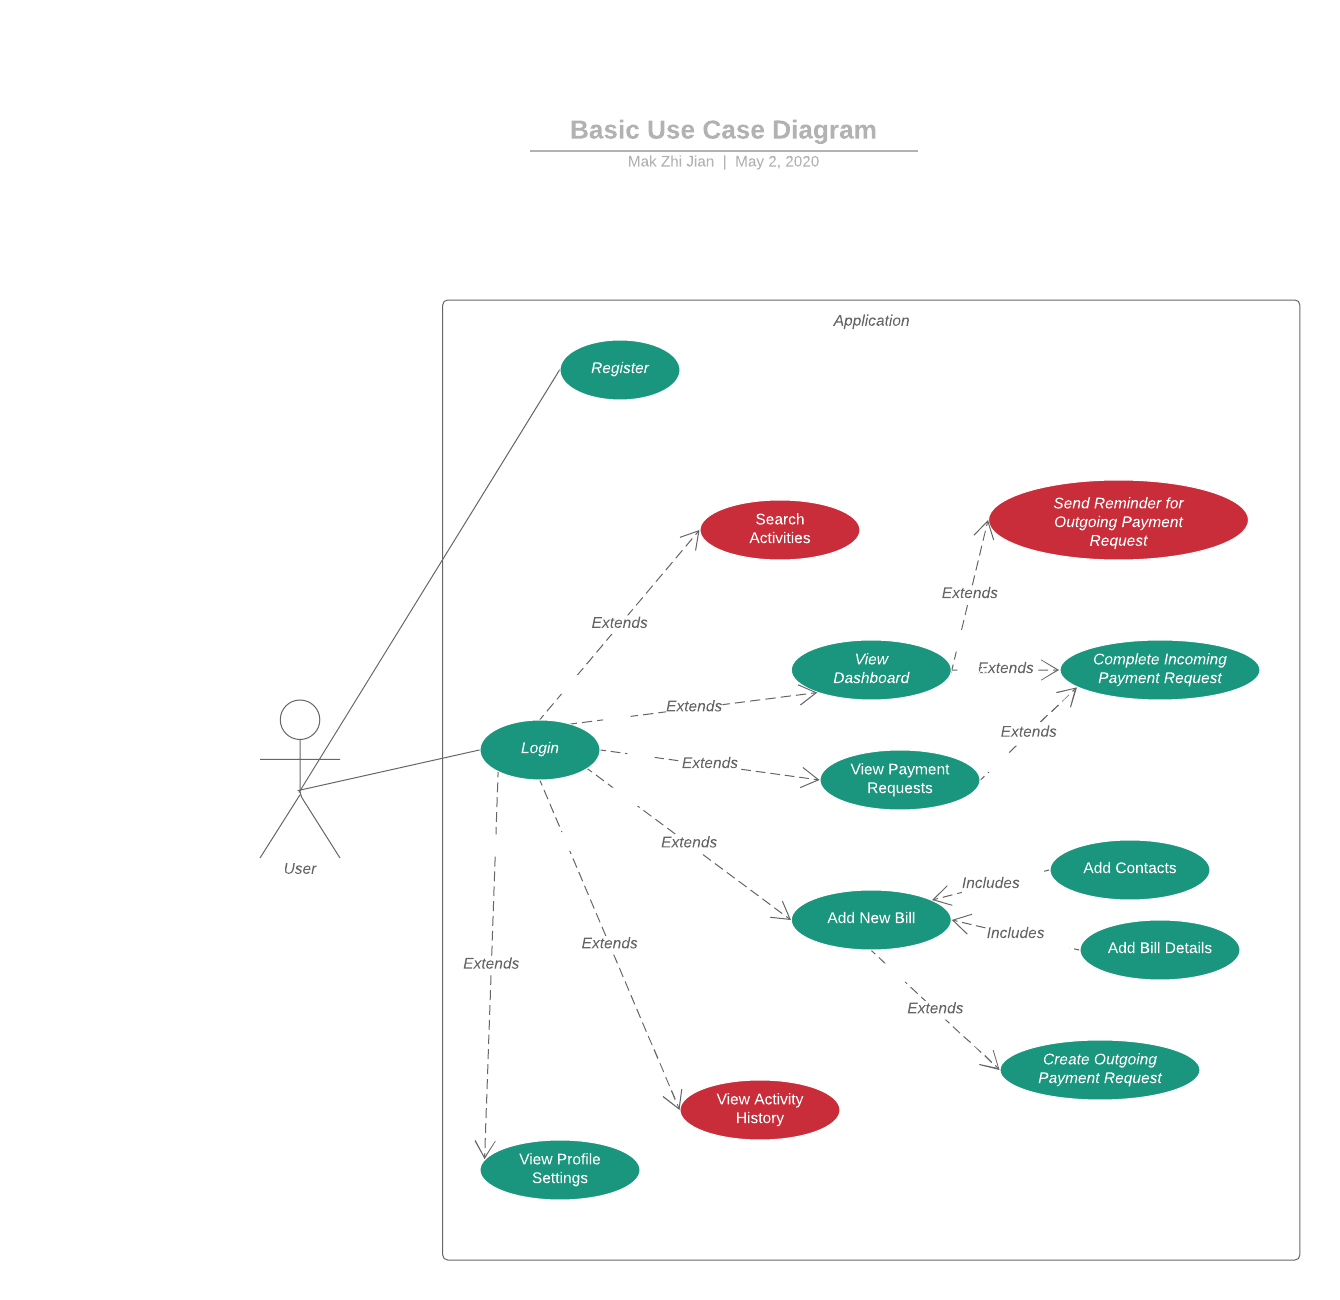 Basic Use Case Diagram
Mak Zhi Jian | May 2, 2020
Application
Register
Search
Activities
Send Reminder for
Outgoing Payment
Request
Extends
Extends
View
Dashboard
Extends
Complete Incoming
Payment Request
Extends
Extends
Login
Extends
View Payment
Requests
User
Extends
Add Contacts
Includes
Add New Bill
Includes
Add Bill Details
Extends
Extends
Extends
Create Outgoing
Payment Request
View Activity
History
View Profile
Settings